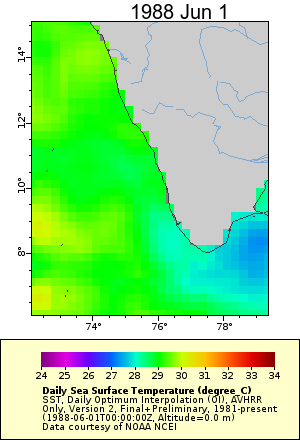 1988 Jun 1
14°
12°
10°
8°
74° 76° 78°
24 25 26 27 28 29 30 31 32 33 34
Daily Sea Surface Temperature (degree_C)
SST, Daily Optimum Interpolation (OI), AVHRR
Only, Version 2, Final+Preliminary, 1981-present
(1988-06-01T00:00:00Z, Altitude=0.0 m)
Data courtesy of NOAA NCEI